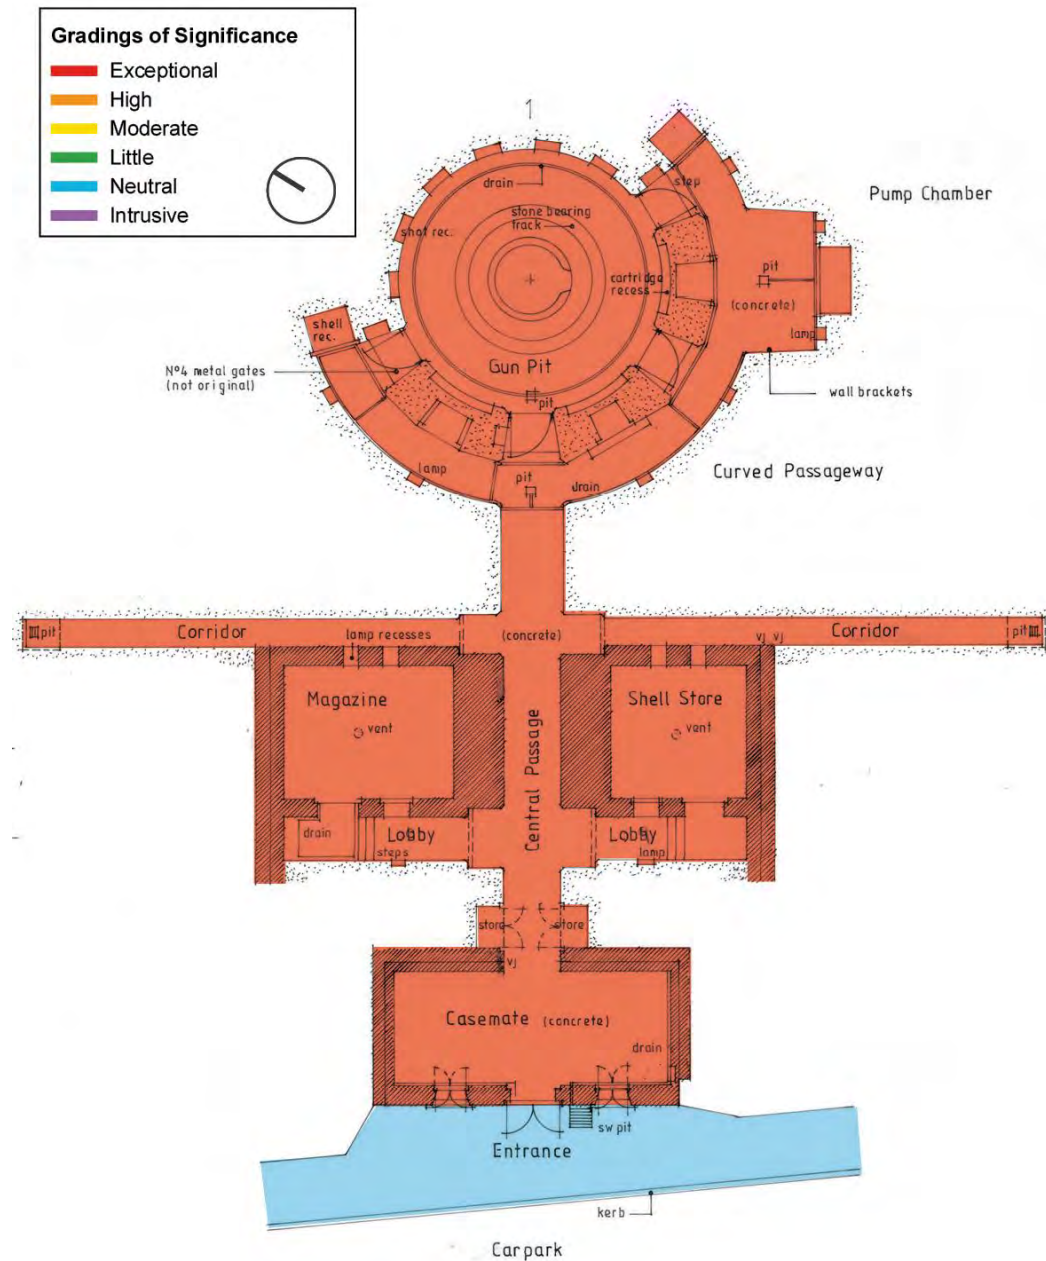 Gradings of Significance
Exceptional
High
Moderate
Little
Neutral
Intrusive
1
drain
step
Pump Chamber
stone bearing
track
shot rec.
cartridge
recess
pit
(concrete)
lamp
shell
rec.
Gun Pit
Nº4 metal gates
(not original)
pit
wall brackets
lamp
pit
drain
Curved Passageway
pit
Corridor
lamp recesses
(concrete)
vj vj
Corridor
pit
Magazine
vent
Central Passage
Shell Store
vent
drain
Lobby
steps
Lobby
lamp
store
store
vj
Casemate (concrete)
drain
sw pit
Entrance
kerb
Carpark